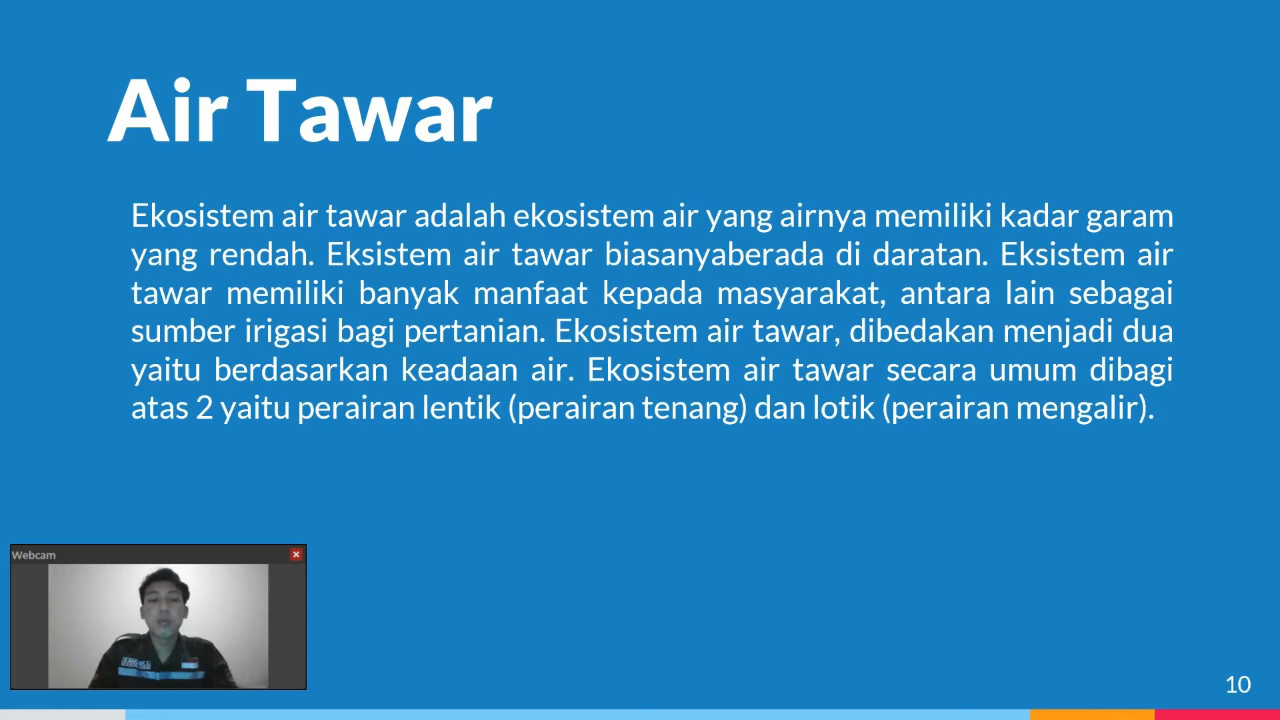 Air Tawar
Ekosistem air tawar adalah ekosistem air yang airnya memiliki kadar garam
yang rendah. Eksistem air tawar biasanyaberada di daratan. Eksistem air
tawar memiliki banyak manfaat kepada masyarakat, antara lain sebagai
sumber irigasi bagi pertanian. Ekosistem air tawar, dibedakan menjadi dua
yaitu berdasarkan keadaan air. Ekosistem air tawar secara umum dibagi
atas 2 yaitu perairan lentik (perairan tenang) dan lotik (perairan mengalir).
Webcam
10